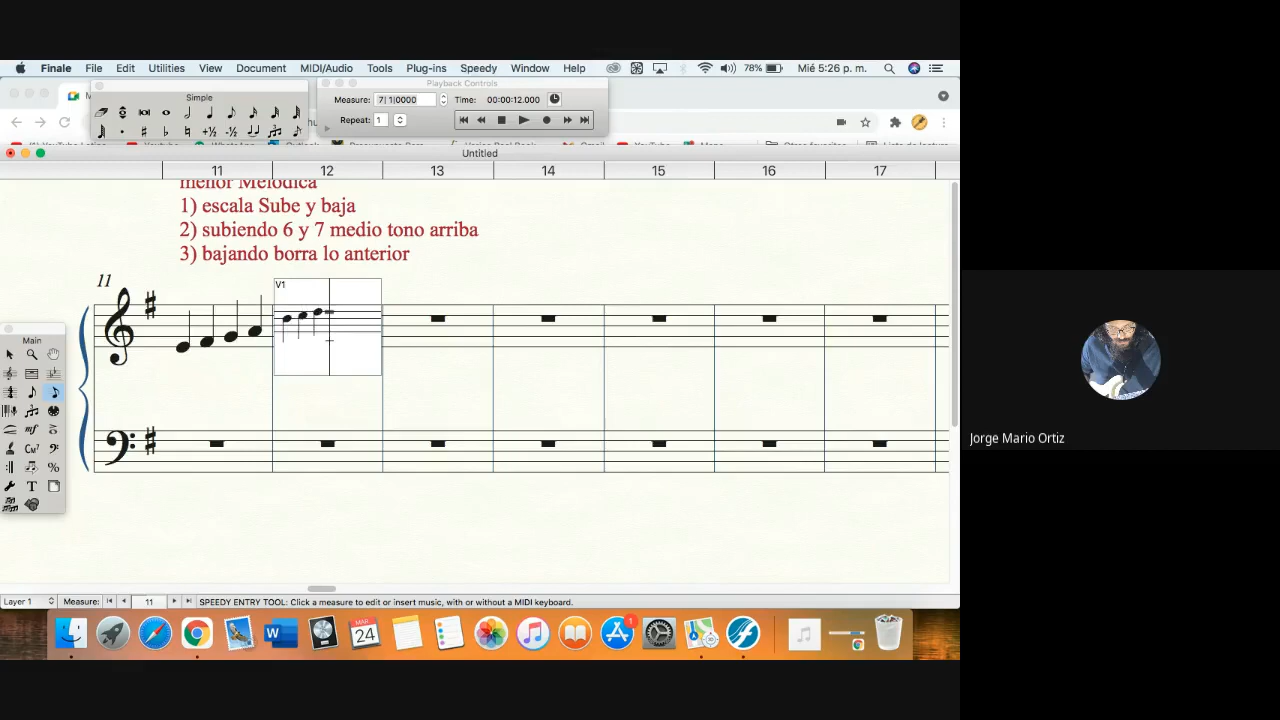 Finale File Edit Utilities View Document MIDI/Audio Tools Plug-ins Speedy Window Help 78% Mié 5:26 p. m.
Simple
Playback Controls
Measure: 7| 1|0000 Time: 00:00:12.000
Repeat: 1
Untitled
11 12 13 14 15 16 17
menor Melodica
1) escala Sube y baja
2) subiendo 6 y 7 medio tono arriba
3) bajando borra lo anterior
11
V1
Main
mf
CM7
T
Jorge Mario Ortiz
Layer 1 Measure: 11 SPEEDY ENTRY TOOL: Click a measure to edit or insert music, with or without a MIDI keyboard.
W
MAR
24
1